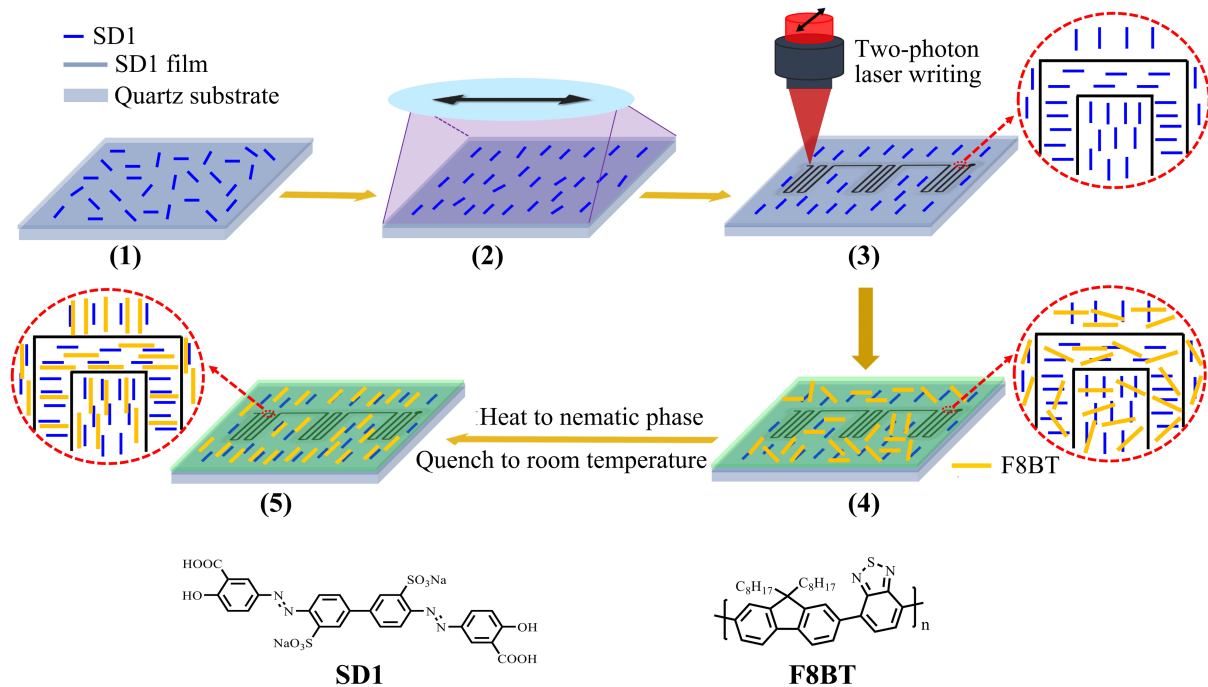 SD1
SD1 film
Quartz substrate
Two-photon
laser writing
(1)
(2)
(3)
Heat to nematic phase
Quench to room temperature
F8BT
(5)
(4)
HOOC
HO
N
N
SO₃Na
NaO₃S
N
N
OH
COOH
SD1
C₈H₁₇
C₈H₁₇
N
S
N
n
F8BT